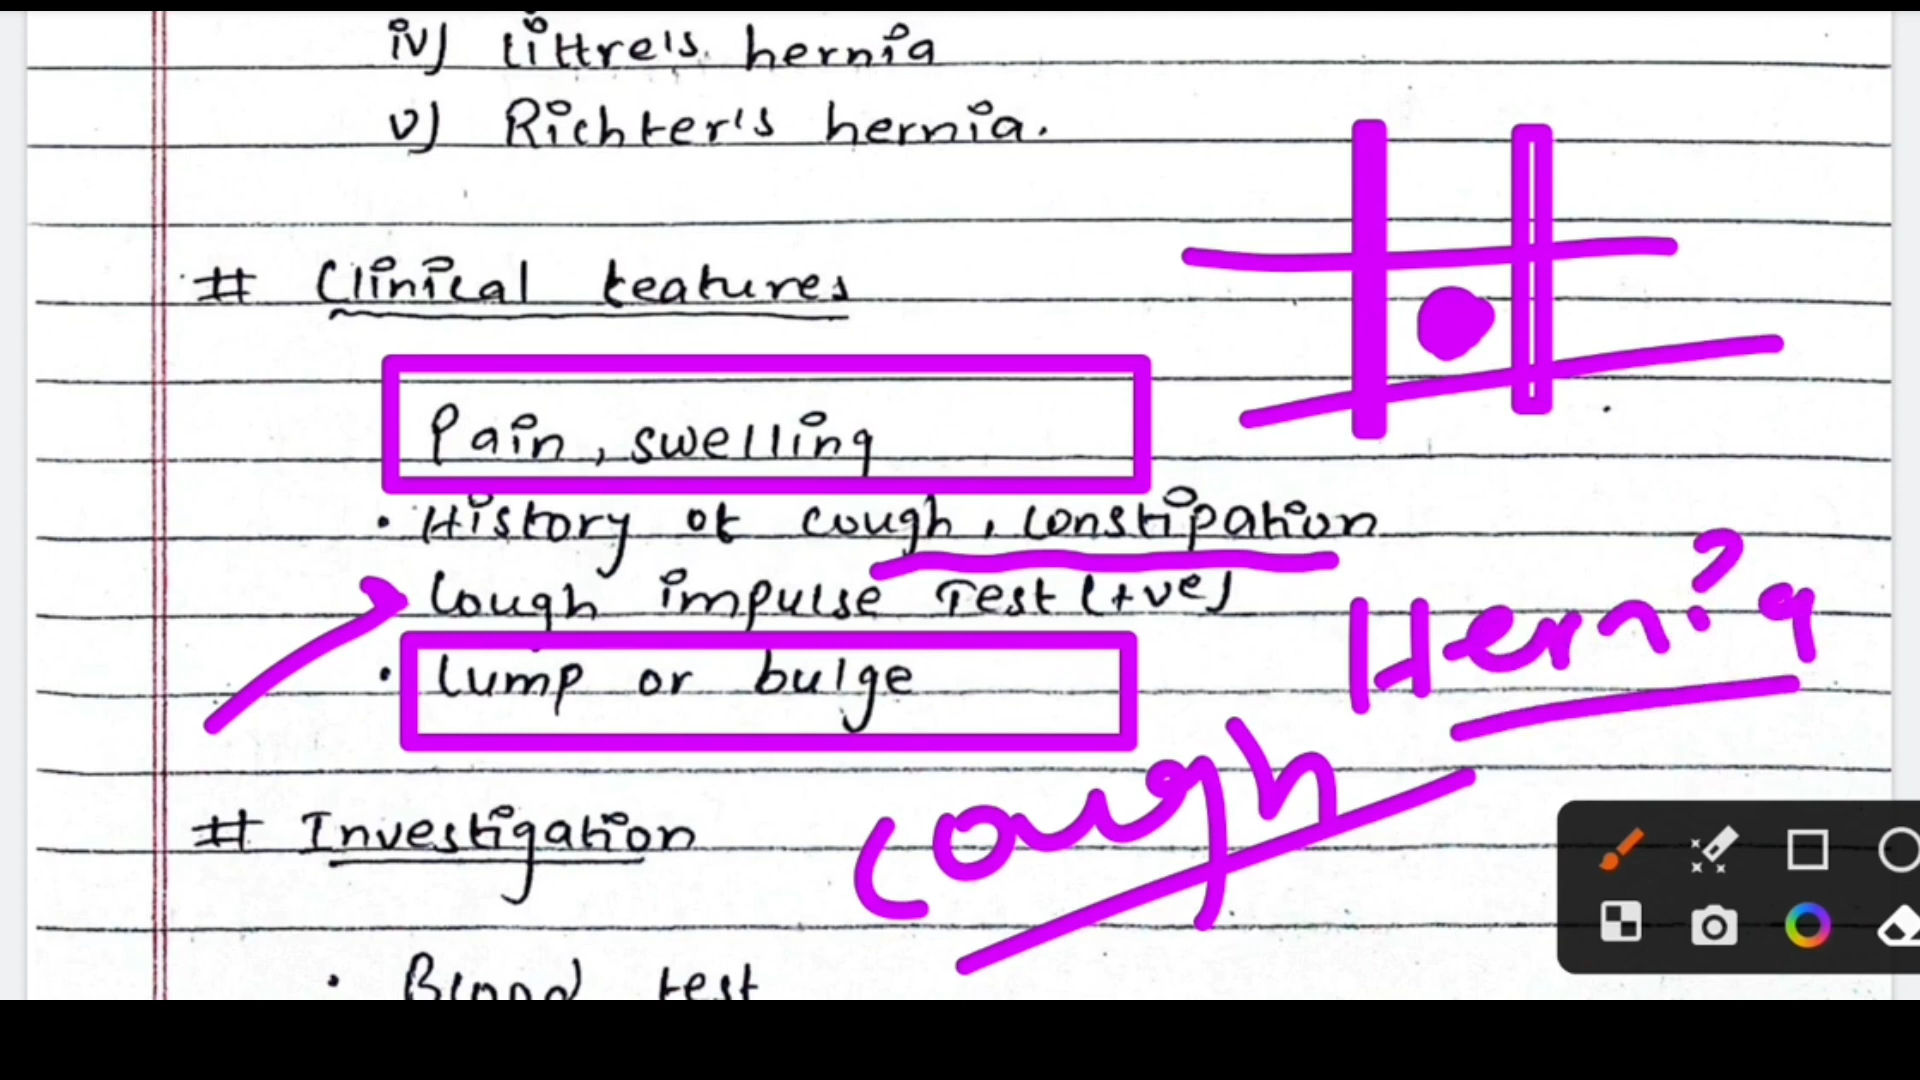 iv) Littre's hernia
v) Richter's hernia.
# Clinical features
Pain, swelling
• History of cough, constipation
Cough impulse Test (+ve)
• Lump or bulge
Hernia
Cough
# Investigation
• Blood test